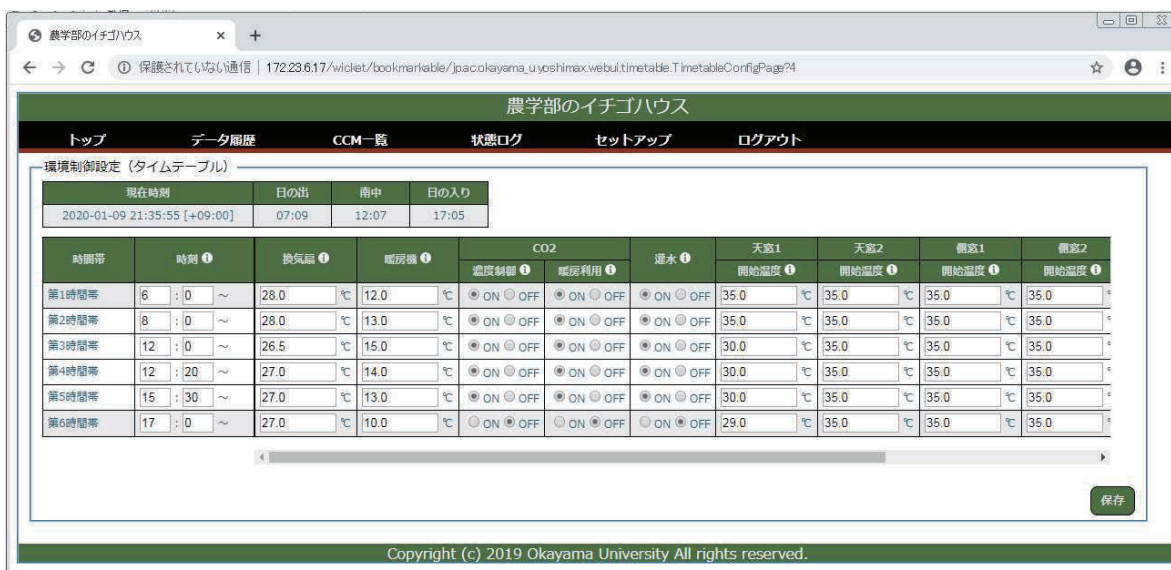 農学部のイチゴハウス × +
保護されていない通信 | 172.23.6.17/wicket/bookmarkable/jp.ac.okayama_u.yoshimax.webui.timetable.TimetableConfigPage?4
農学部のイチゴハウス
トップ データ履歴 CCM一覧 状態ログ セットアップ ログアウト
環境制御設定(タイムテーブル)
現在時刻 日の出 南中 日の入り
2020-01-09 21:35:55 [+09:00] 07:09 12:07 17:05
時間帯 時刻 換気扇 暖房機 CO2 灌水 天窓1 天窓2 側窓1 側窓2
濃度制御 暖房利用 開始温度 開始温度 開始温度 開始温度
第1時間帯 6 : 0 ~ 28.0 ℃ 12.0 ℃ ON OFF ON OFF ON OFF 35.0 ℃ 35.0 ℃ 35.0 ℃ 35.0
第2時間帯 8 : 0 ~ 28.0 ℃ 13.0 ℃ ON OFF ON OFF ON OFF 35.0 ℃ 35.0 ℃ 35.0 ℃ 35.0
第3時間帯 12 : 0 ~ 26.5 ℃ 15.0 ℃ ON OFF ON OFF ON OFF 30.0 ℃ 35.0 ℃ 35.0 ℃ 35.0
第4時間帯 12 : 20 ~ 27.0 ℃ 14.0 ℃ ON OFF ON OFF ON OFF 30.0 ℃ 35.0 ℃ 35.0 ℃ 35.0
第5時間帯 15 : 30 ~ 27.0 ℃ 13.0 ℃ ON OFF ON OFF ON OFF 30.0 ℃ 35.0 ℃ 35.0 ℃ 35.0
第6時間帯 17 : 0 ~ 27.0 ℃ 10.0 ℃ ON OFF ON OFF ON OFF 29.0 ℃ 35.0 ℃ 35.0 ℃ 35.0
保存
Copyright (c) 2019 Okayama University All rights reserved.